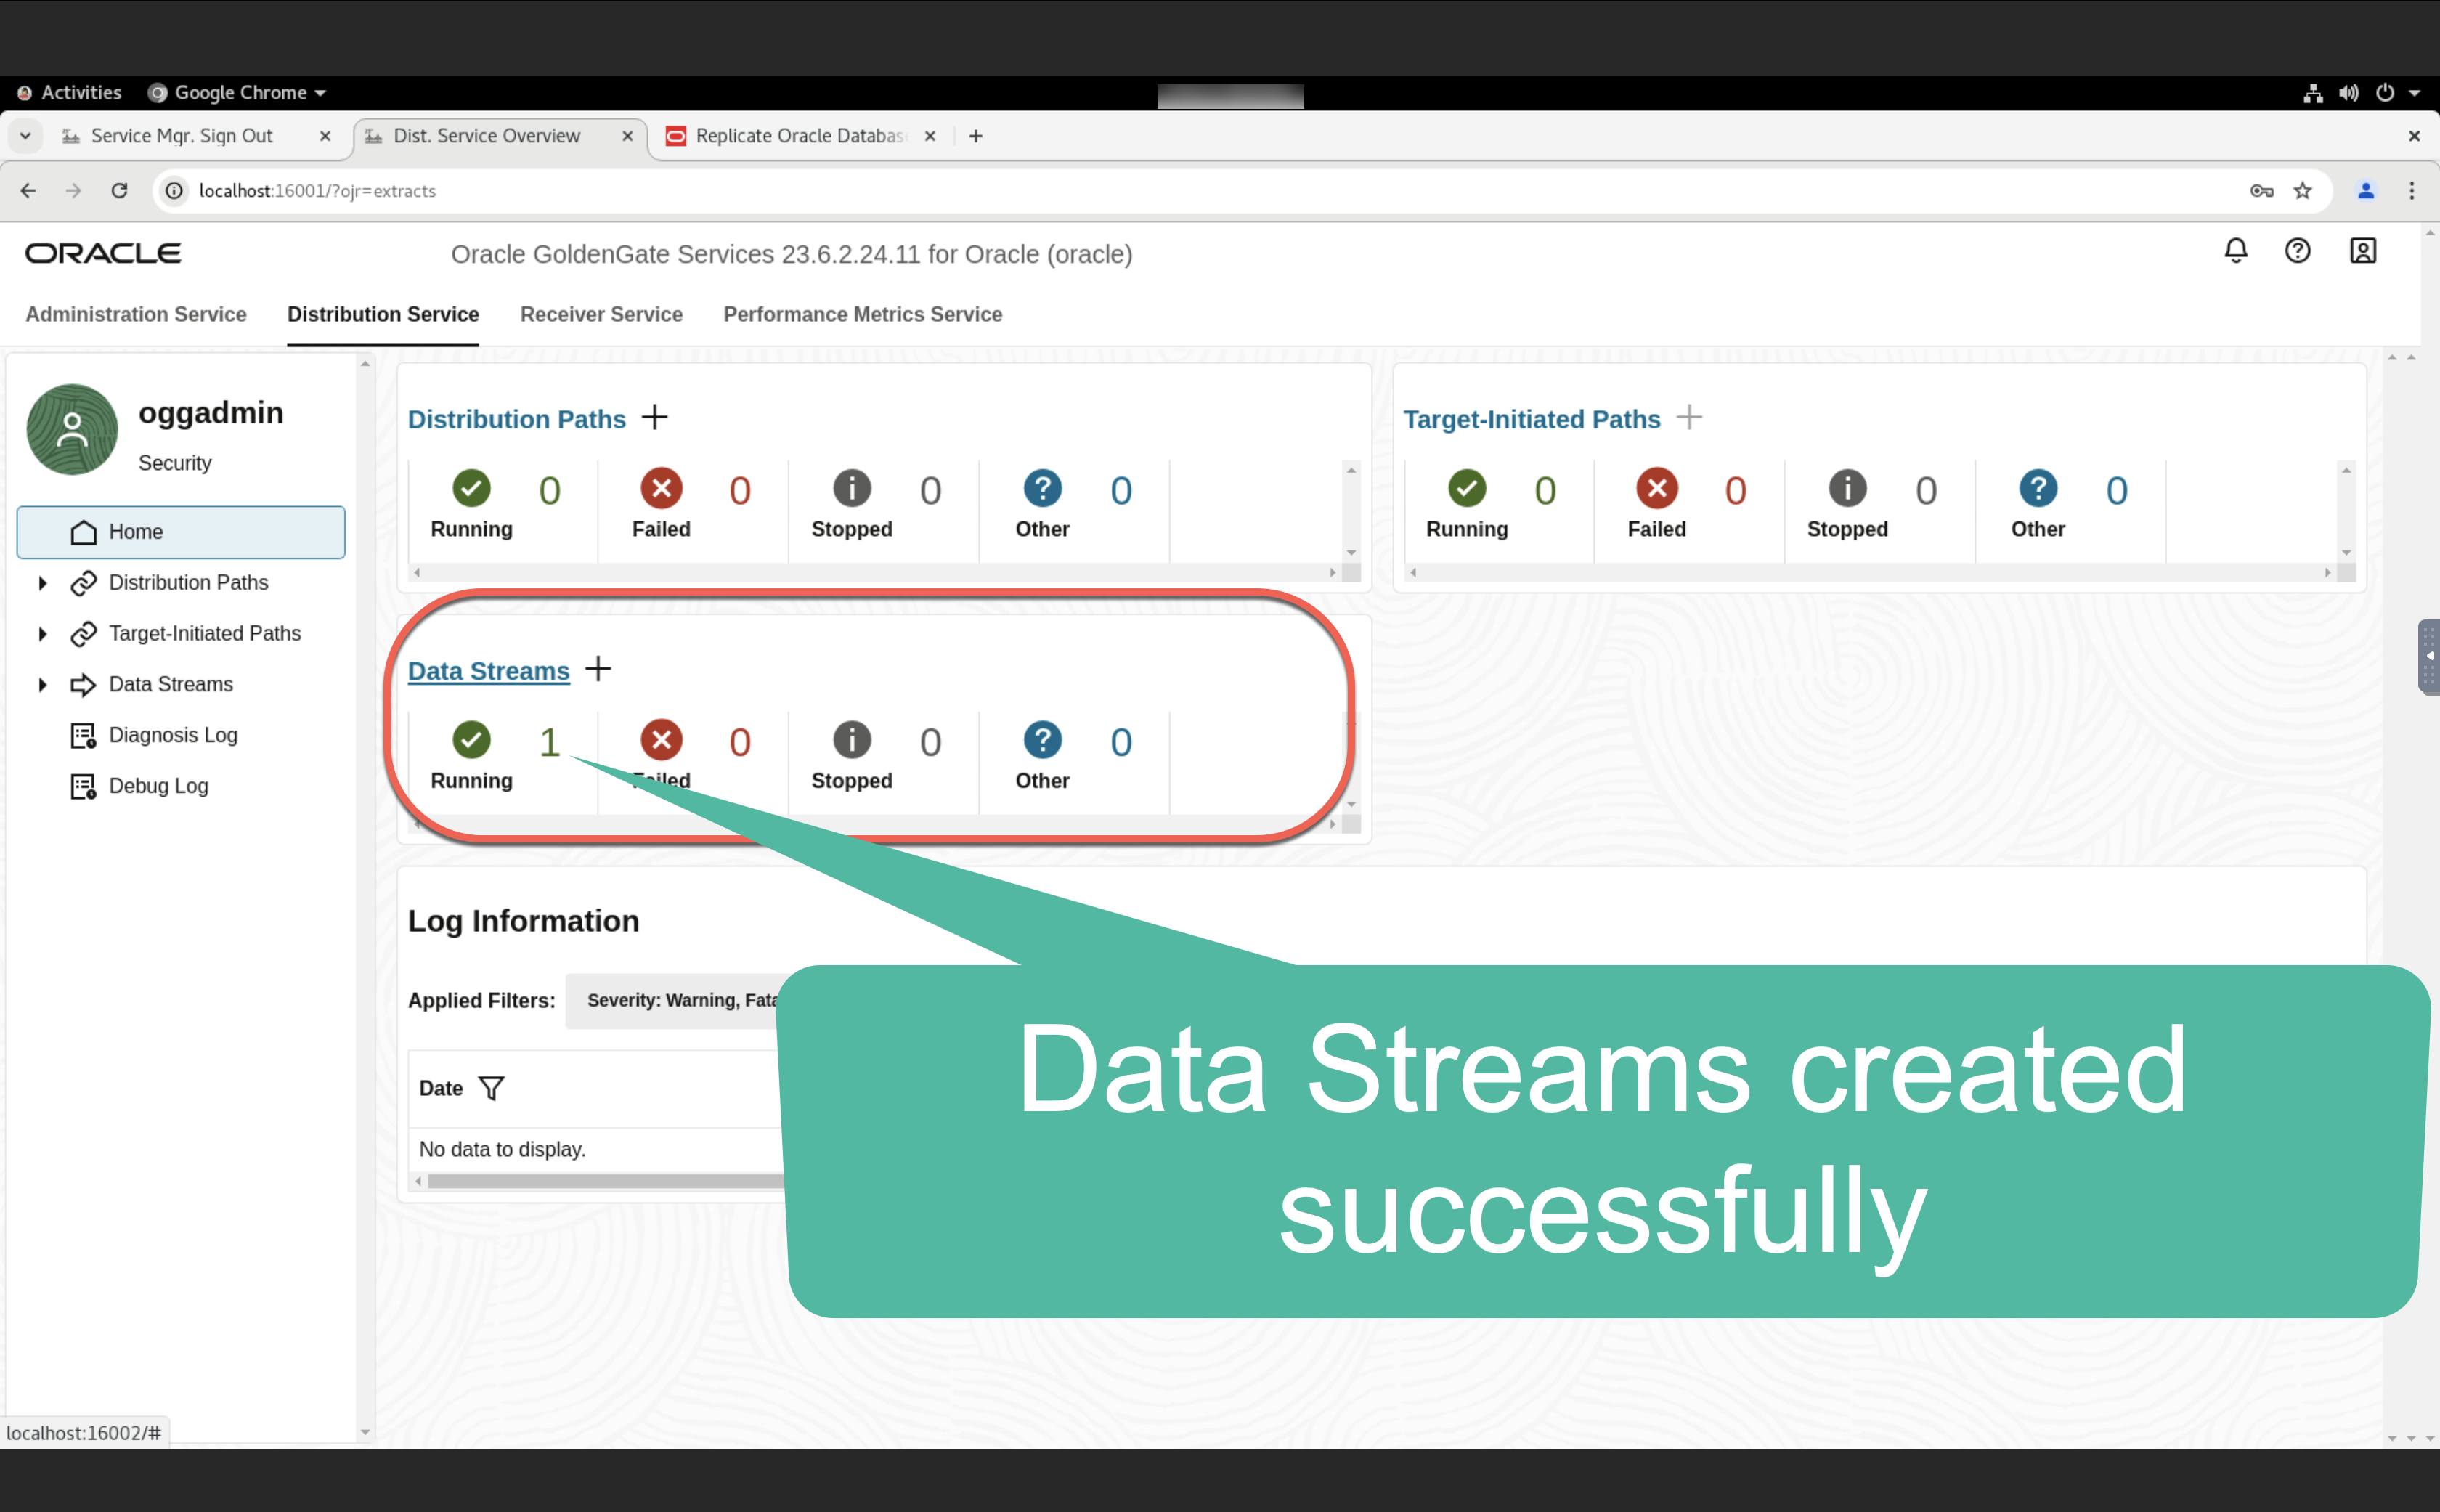 Activities Google Chrome
Service Mgr. Sign Out Dist. Service Overview Replicate Oracle Databas
localhost:16001/?ojr=extracts
ORACLE Oracle GoldenGate Services 23.6.2.24.11 for Oracle (oracle)
Administration Service Distribution Service Receiver Service Performance Metrics Service
oggadmin
Security
Home
Distribution Paths
Target-Initiated Paths
Data Streams
Diagnosis Log
Debug Log
Distribution Paths
0 0 0 0
Running Failed Stopped Other
Target-Initiated Paths
0 0 0 0
Running Failed Stopped Other
Data Streams
1 0 0 0
Running Failed Stopped Other
Log Information
Applied Filters: Severity: Warning, Fata
Date
No data to display.
Data Streams created
successfully
localhost:16002/#